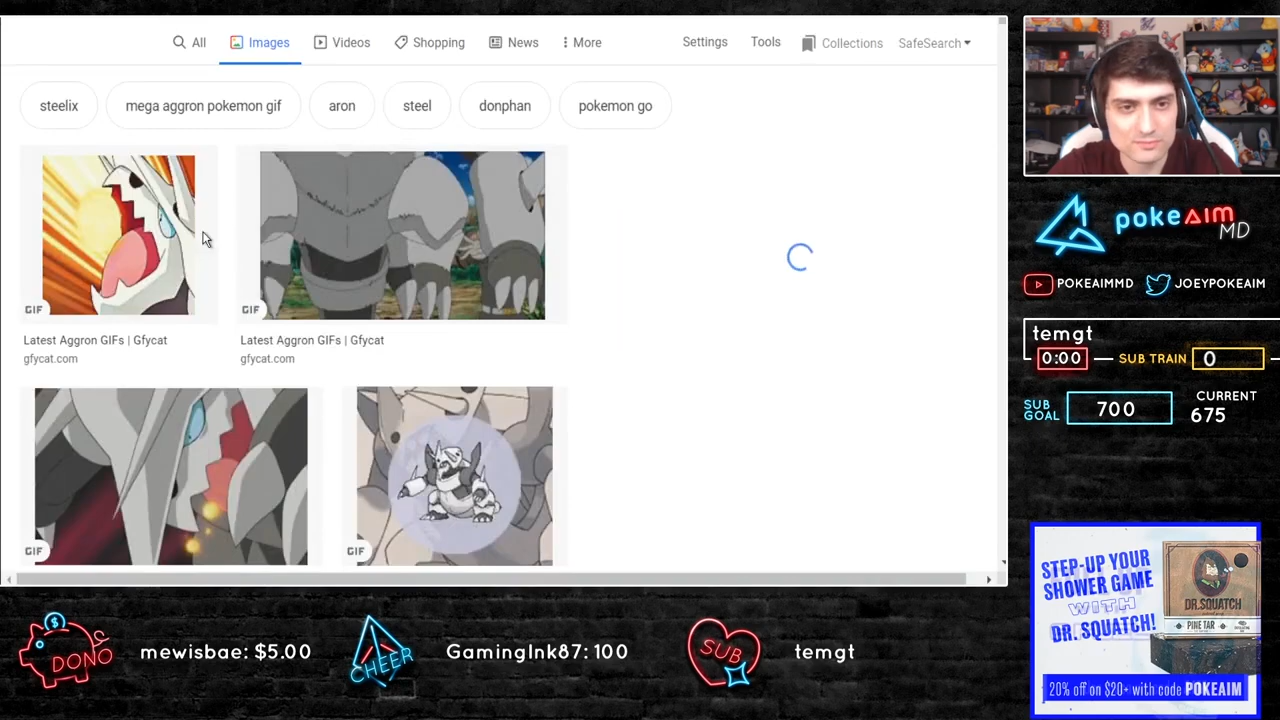 All
Images
Videos
Shopping
News
More
Settings
Tools
Collections
SafeSearch
steelix
mega aggron pokemon gif
aron
steel
donphan
pokemon go
GIF
GIF
Latest Aggron GIFs | Gfycat
gfycat.com
Latest Aggron GIFs | Gfycat
gfycat.com
GIF
GIF
pokeAIM
MD
POKEAIMMD
JOEYPOKEAIM
temgt
0:00
SUB TRAIN
0
SUB
GOAL
700
CURRENT
675
STEP-UP YOUR
SHOWER GAME
WITH
DR. SQUATCH!
DR. SQUATCH
PINE TAR
20% off on $20+ with code POKEAIM
$
DONO
mewisbae: $5.00
CHEER
GamingInk87: 100
SUB
temgt